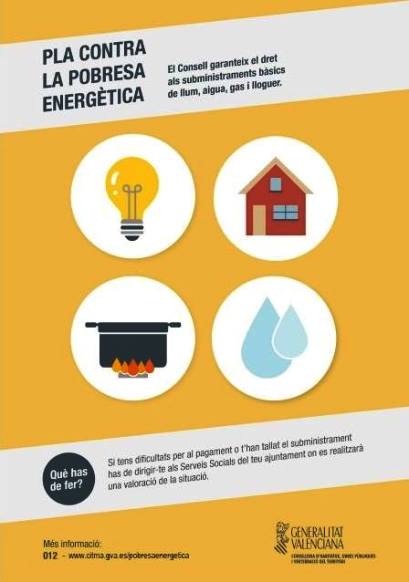 PLA CONTRA
LA POBRESA
ENERGÈTICA
El Consell garanteix el dret
als subministraments bàsics
de llum, aigua, gas i lloguer.
Què has
de fer?
Si tens dificultats per al pagament o t'han tallat el subministrament
has de dirigir-te als Serveis Socials del teu ajuntament on es realitzarà
una valoració de la situació.
Més informació:
012 - www.citma.gva.es/pobresaenergetica
GENERALITAT
VALENCIANA
CONSELLERIA D'HABITATGE, OBRES PÚBLIQUES
I VERTEBRACIÓ DEL TERRITORI